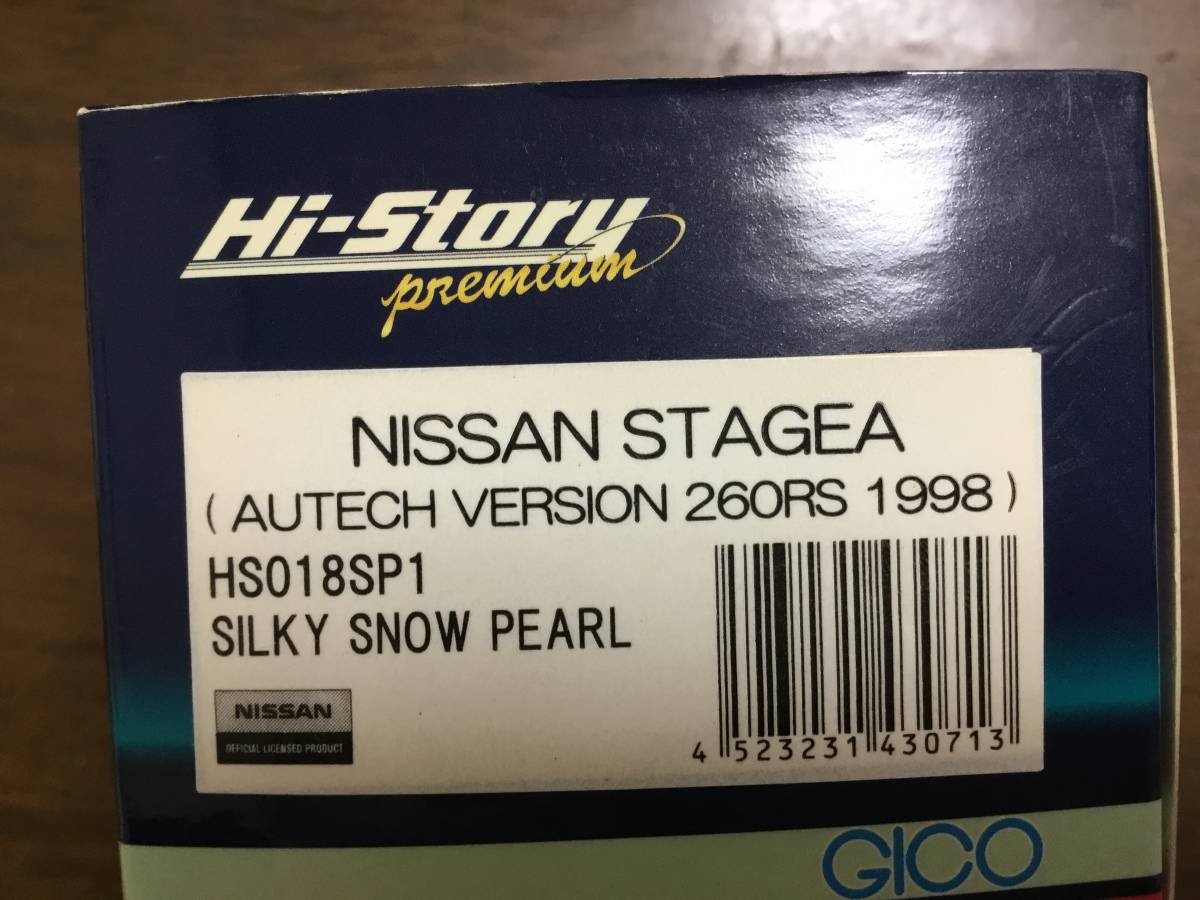 Hi-Story
premium
NISSAN STAGEA
( AUTECH VERSION 260RS 1998 )
HS018SP1
SILKY SNOW PEARL
NISSAN
OFFICIAL LICENSED PRODUCT
4 523231 430713
GICO